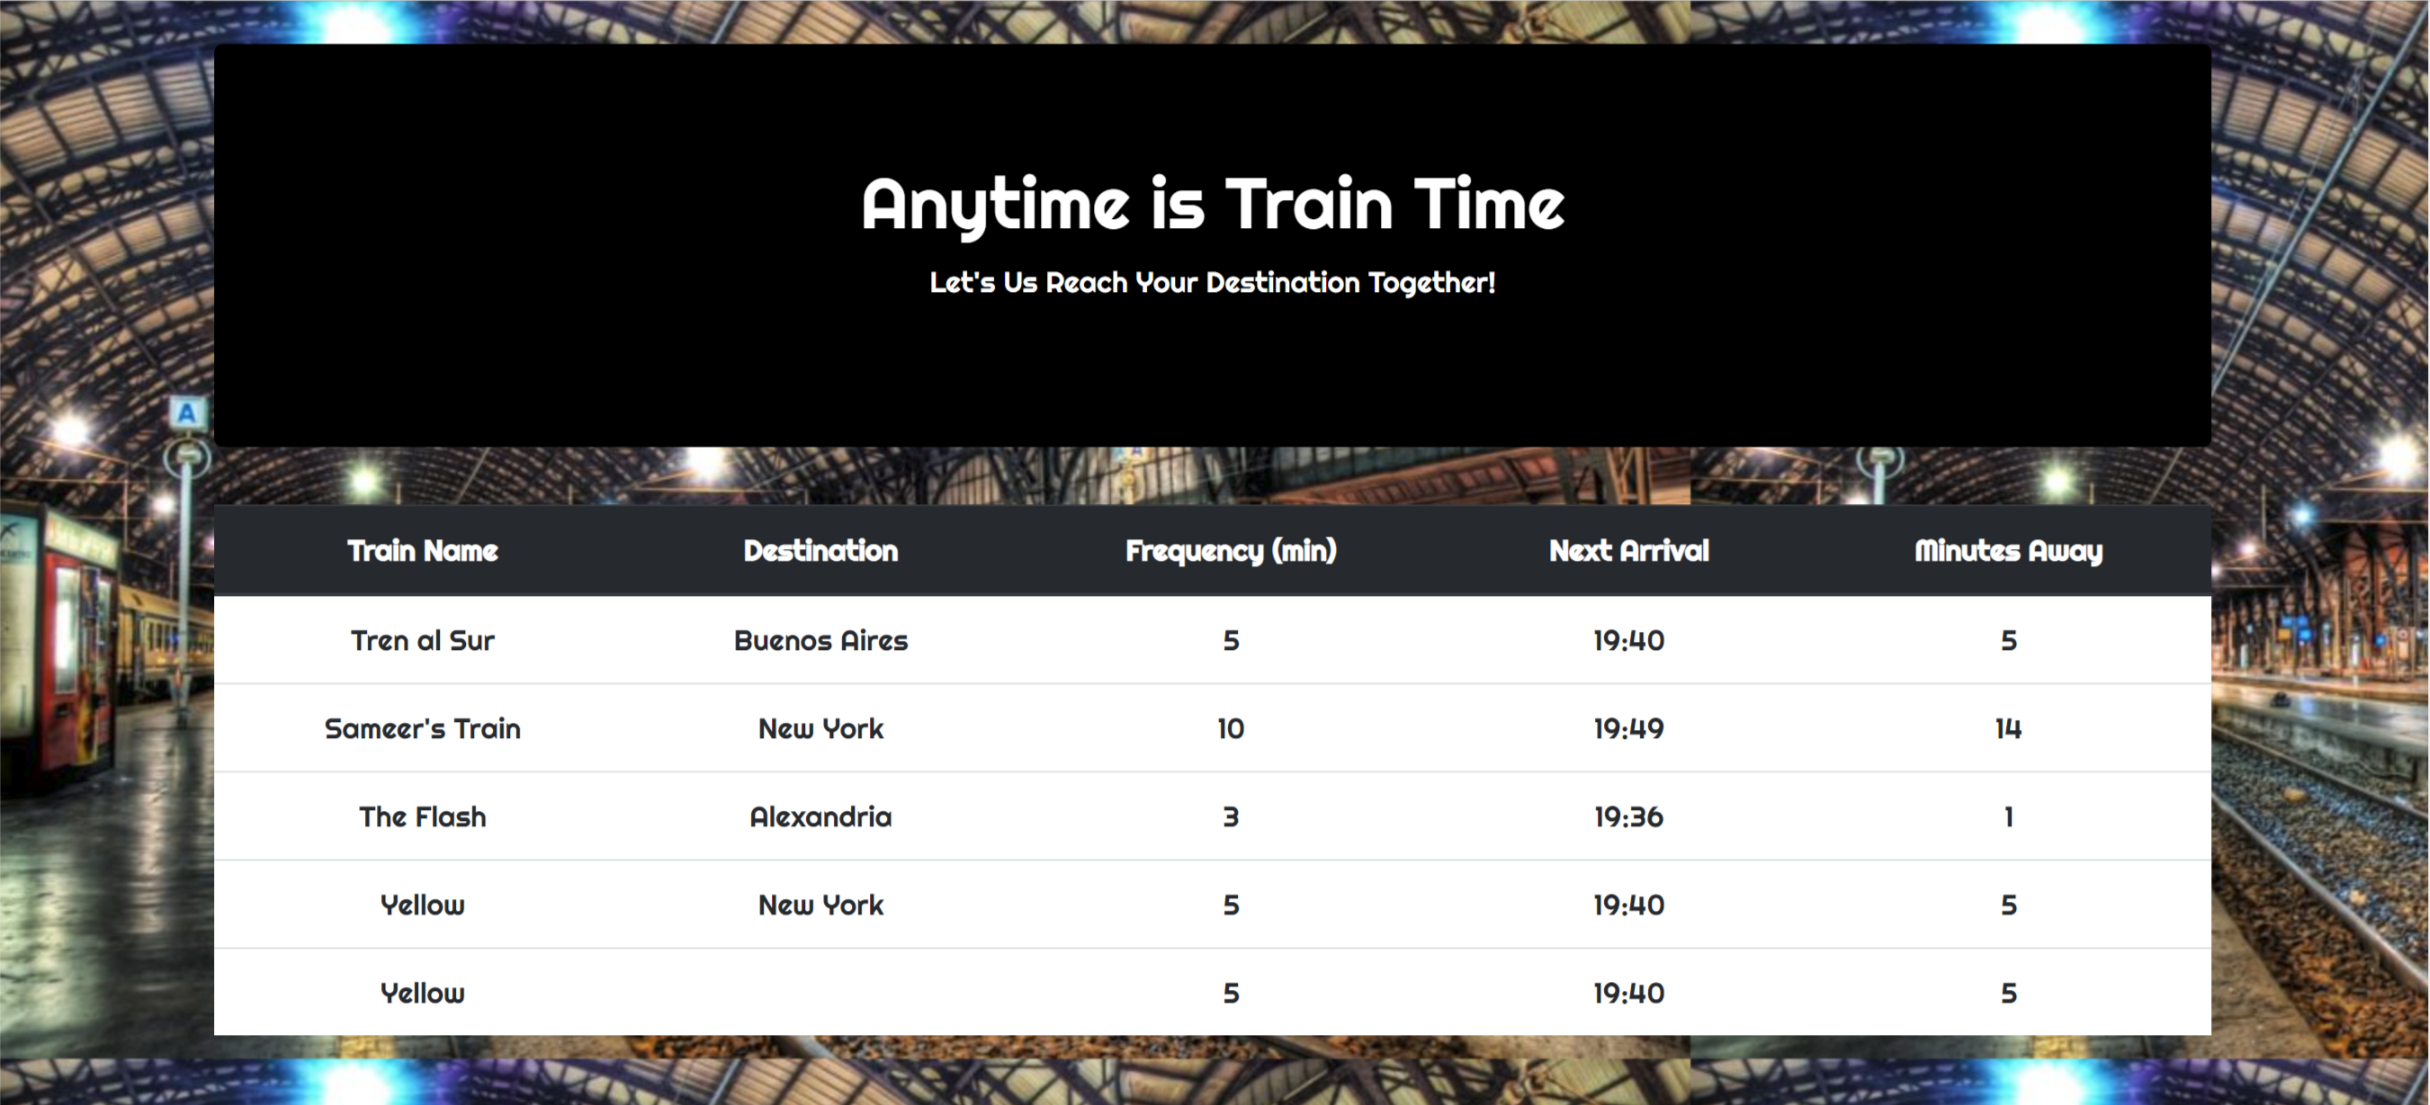 Anytime is Train Time
Let's Us Reach Your Destination Together!
A
Train Name Destination Frequency (min) Next Arrival Minutes Away
Tren al Sur Buenos Aires 5 19:40 5
Sameer's Train New York 10 19:49 14
The Flash Alexandria 3 19:36 1
Yellow New York 5 19:40 5
Yellow 5 19:40 5